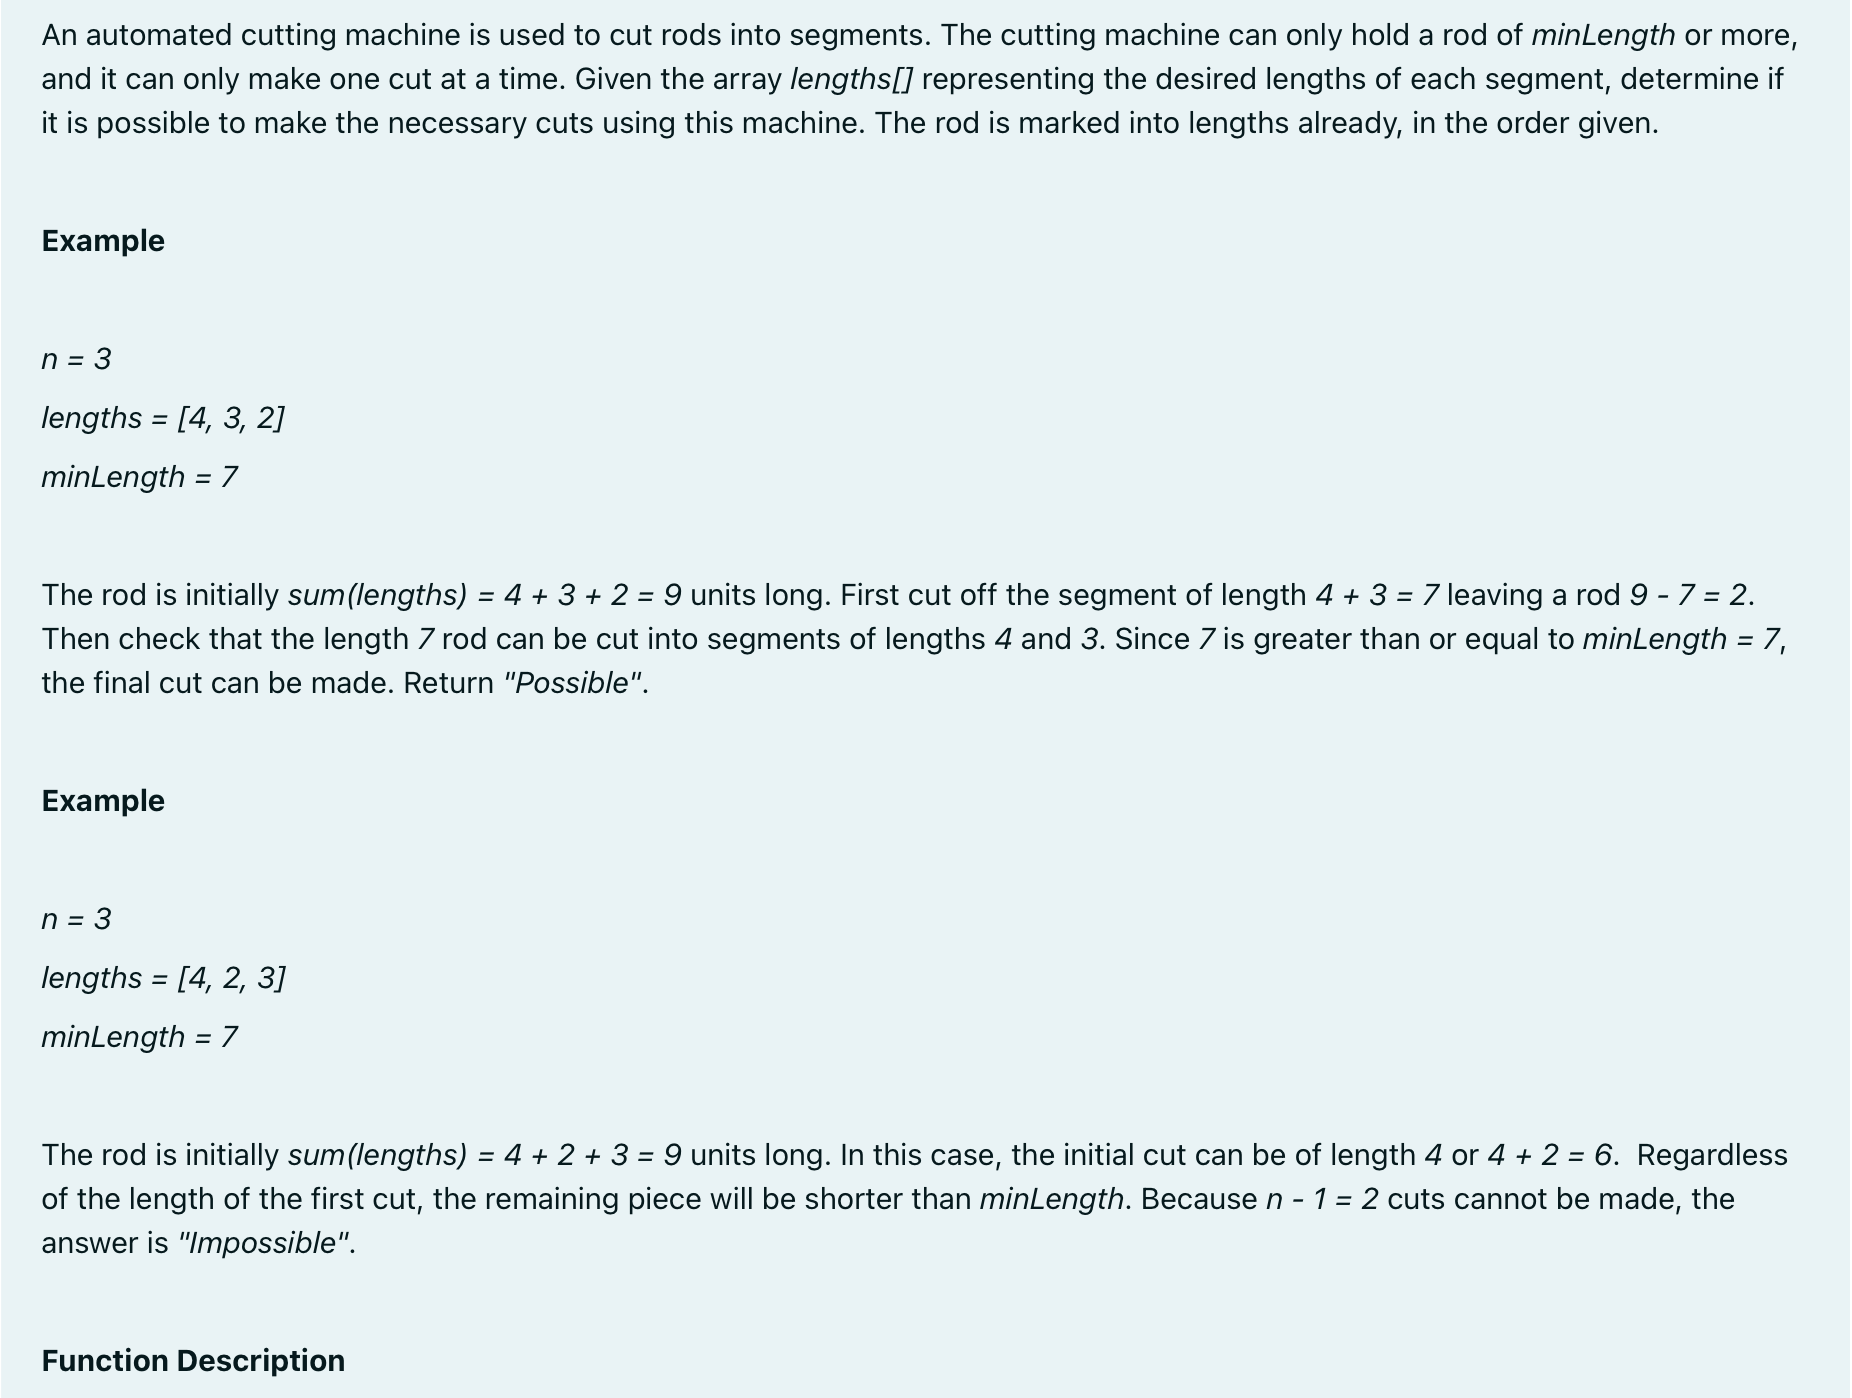 An automated cutting machine is used to cut rods into segments. The cutting machine can only hold a rod of minLength or more,
and it can only make one cut at a time. Given the array lengths[] representing the desired lengths of each segment, determine if
it is possible to make the necessary cuts using this machine. The rod is marked into lengths already, in the order given.
Example
n = 3
lengths = [4, 3, 2]
minLength = 7
The rod is initially sum(lengths) = 4 + 3 + 2 = 9 units long. First cut off the segment of length 4 + 3 = 7 leaving a rod 9 - 7 = 2.
Then check that the length 7 rod can be cut into segments of lengths 4 and 3. Since 7 is greater than or equal to minLength = 7,
the final cut can be made. Return "Possible".
Example
n = 3
lengths = [4, 2, 3]
minLength = 7
The rod is initially sum(lengths) = 4 + 2 + 3 = 9 units long. In this case, the initial cut can be of length 4 or 4 + 2 = 6. Regardless
of the length of the first cut, the remaining piece will be shorter than minLength. Because n - 1 = 2 cuts cannot be made, the
answer is "Impossible".
Function Description